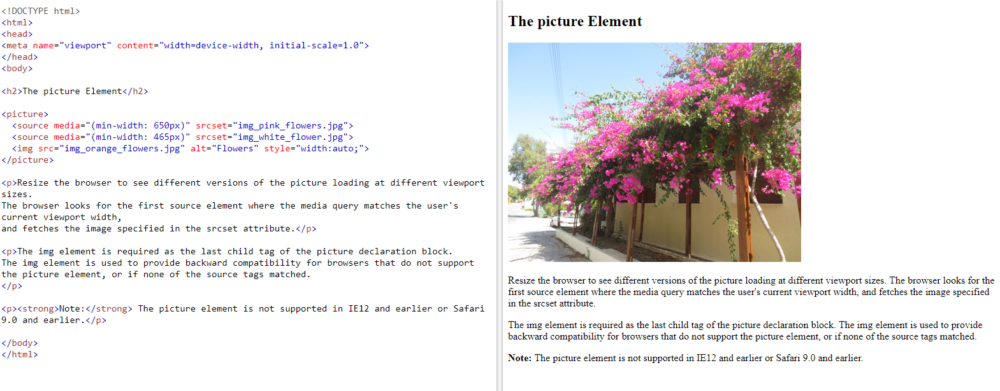 <!DOCTYPE html>
<html>
<head>
<meta name="viewport" content="width=device-width, initial-scale=1.0">
</head>
<body>
<h2>The picture Element</h2>
<picture>
<source media="(min-width: 650px)" srcset="img_pink_flowers.jpg">
<source media="(min-width: 465px)" srcset="img_white_flower.jpg">
<img src="img_orange_flowers.jpg" alt="Flowers" style="width:auto;">
</picture>
<p>Resize the browser to see different versions of the picture loading at different viewport
sizes.
The browser looks for the first source element where the media query matches the user's
current viewport width,
and fetches the image specified in the srcset attribute.</p>
<p>The img element is required as the last child tag of the picture declaration block.
The img element is used to provide backward compatibility for browsers that do not support
the picture element, or if none of the source tags matched.
</p>
<p><strong>Note:</strong> The picture element is not supported in IE12 and earlier or Safari
9.0 and earlier.</p>
</body>
</html>
The picture Element
Resize the browser to see different versions of the picture loading at different viewport sizes. The browser looks for the
first source element where the media query matches the user's current viewport width, and fetches the image specified
in the srcset attribute.
The img element is required as the last child tag of the picture declaration block. The img element is used to provide
backward compatibility for browsers that do not support the picture element, or if none of the source tags matched.
Note: The picture element is not supported in IE12 and earlier or Safari 9.0 and earlier.